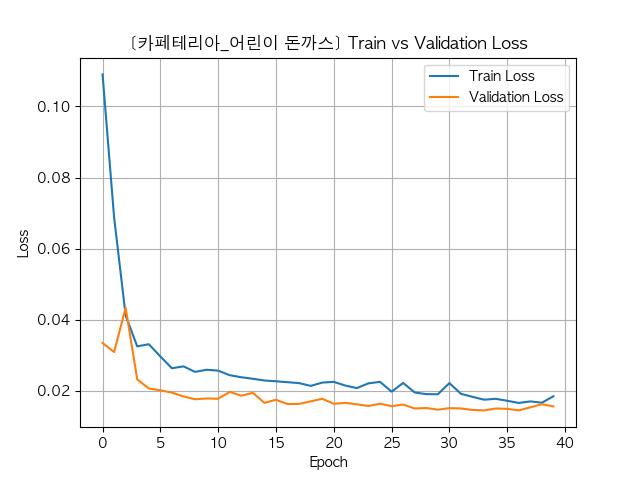 [카페테리아_어린이 돈까스] Train vs Validation Loss
Train Loss
Validation Loss
Loss
0.10
0.08
0.06
0.04
0.02
0 5 10 15 20 25 30 35 40
Epoch